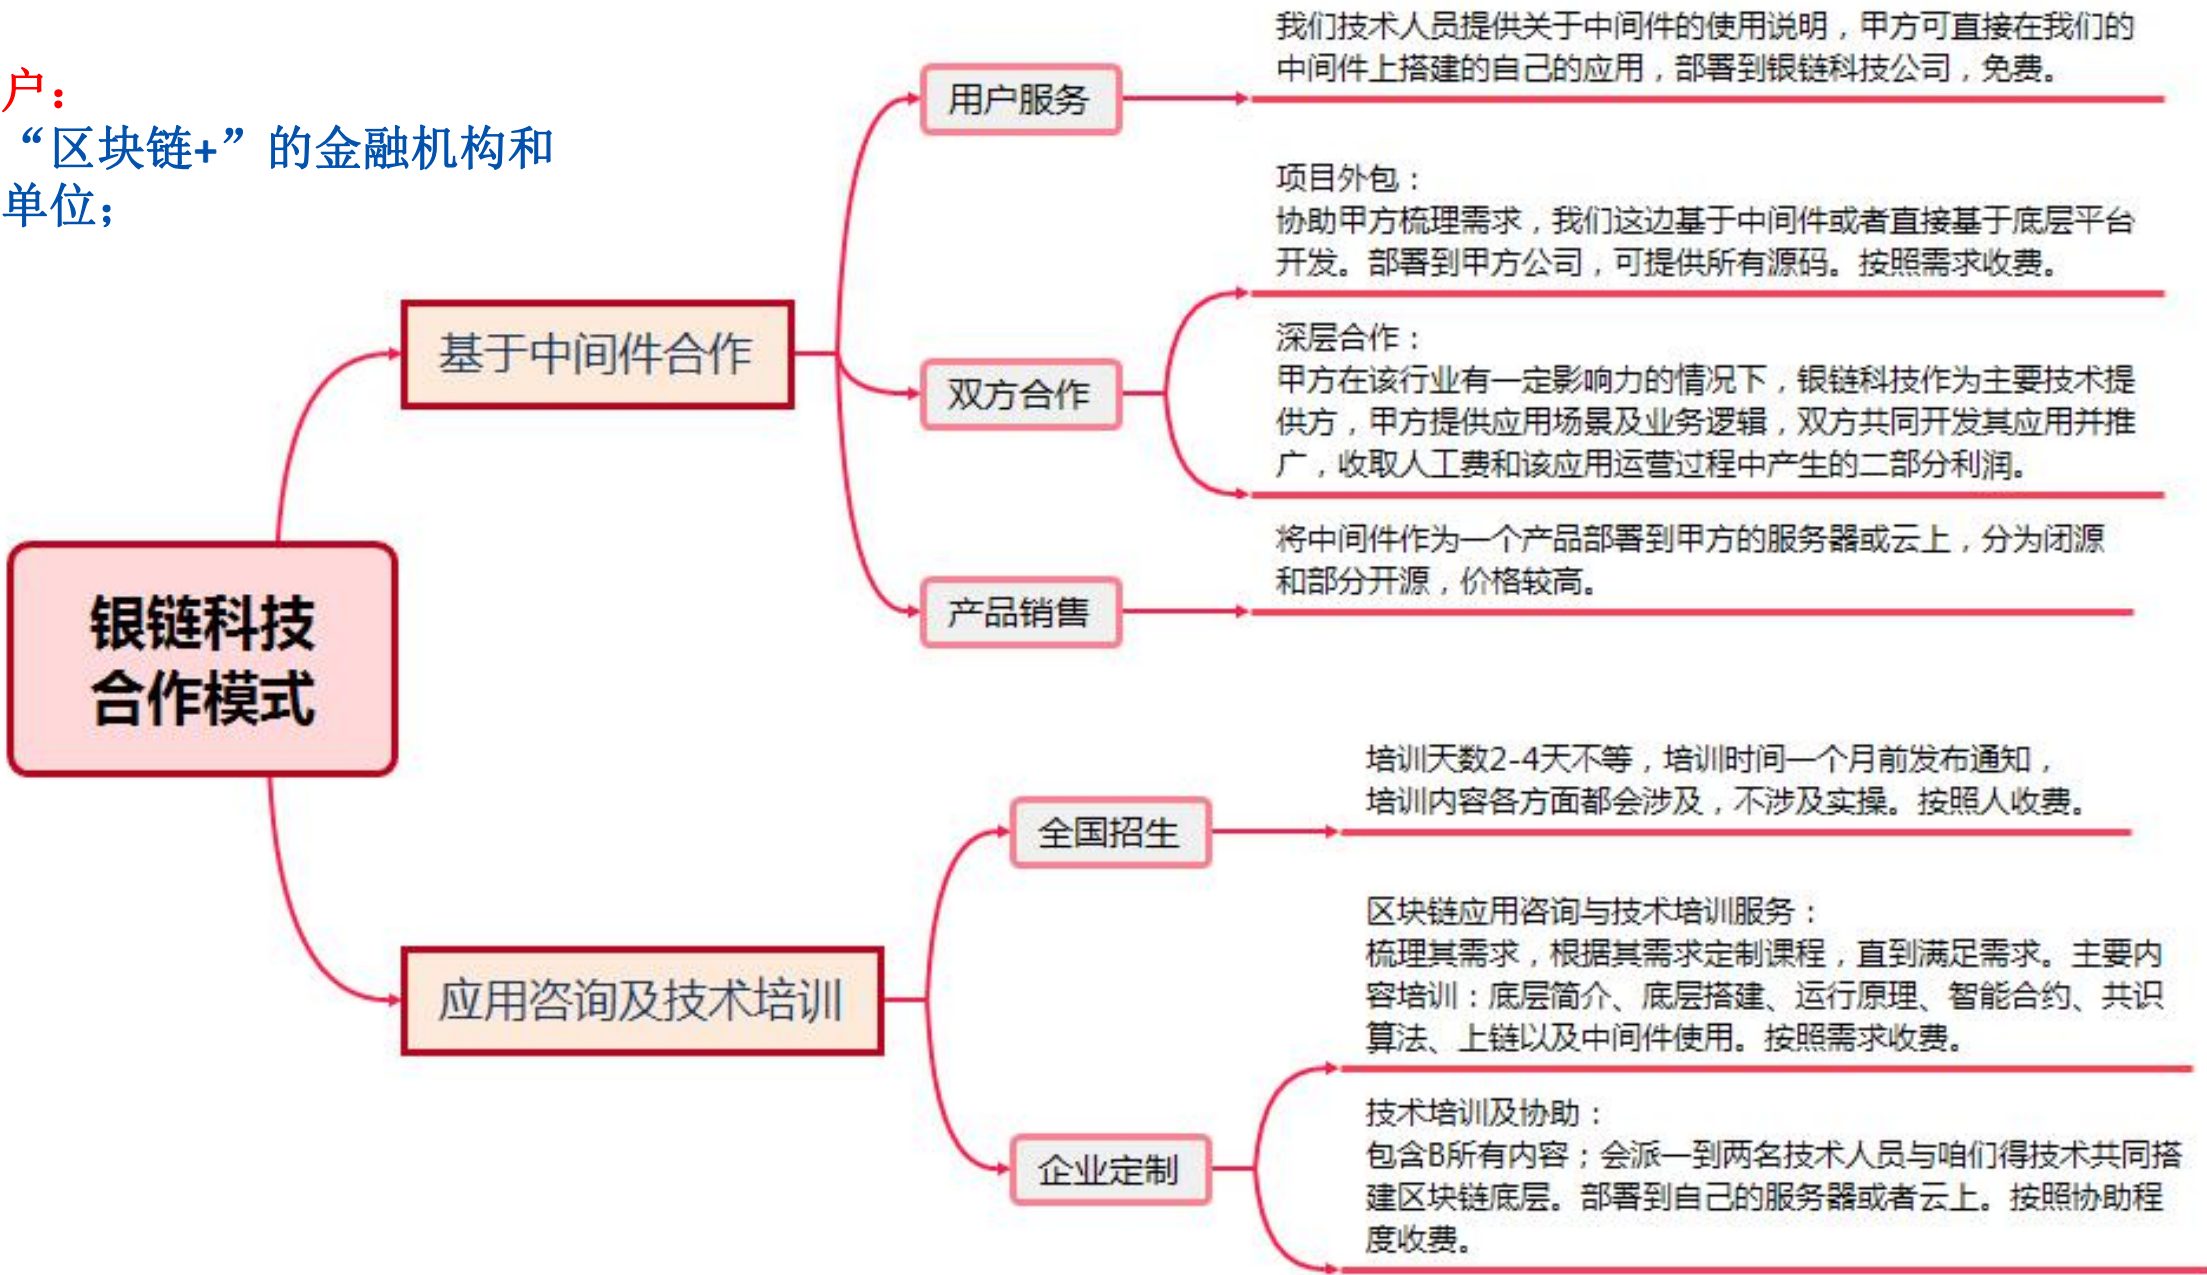 户：
“区块链+”的金融机构和
单位；
银链科技
合作模式
基于中间件合作
用户服务
我们技术人员提供关于中间件的使用说明，甲方可直接在我们的
中间件上搭建的自己的应用，部署到银链科技公司，免费。
双方合作
项目外包：
协助甲方梳理需求，我们这边基于中间件或者直接基于底层平台
开发。部署到甲方公司，可提供所有源码。按照需求收费。
深层合作：
甲方在该行业有一定影响力的情况下，银链科技作为主要技术提
供方，甲方提供应用场景及业务逻辑，双方共同开发其应用并推
广，收取人工费和该应用运营过程中产生的二部分利润。
产品销售
将中间件作为一个产品部署到甲方的服务器或云上，分为闭源
和部分开源，价格较高。
应用咨询及技术培训
全国招生
培训天数2-4天不等，培训时间一个月前发布通知，
培训内容各方面都会涉及，不涉及实操。按照人收费。
企业定制
区块链应用咨询与技术培训服务：
梳理其需求，根据其需求定制课程，直到满足需求。主要内
容培训：底层简介、底层搭建、运行原理、智能合约、共识
算法、上链以及中间件使用。按照需求收费。
技术培训及协助：
包含B所有内容；会派一到两名技术人员与咱们得技术共同搭
建区块链底层。部署到自己的服务器或者云上。按照协助程
度收费。